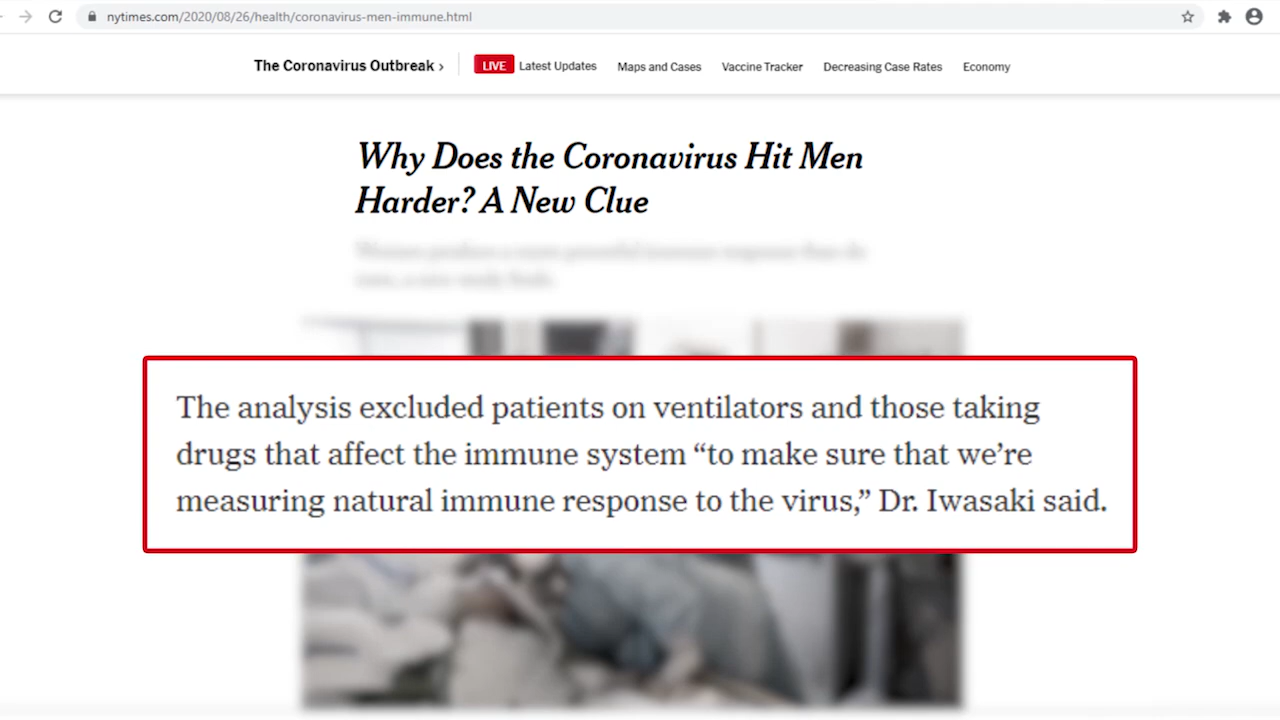 nytimes.com/2020/08/26/health/coronavirus-men-immune.html
The Coronavirus Outbreak › LIVE Latest Updates Maps and Cases Vaccine Tracker Decreasing Case Rates Economy
Why Does the Coronavirus Hit Men
Harder? A New Clue
The analysis excluded patients on ventilators and those taking
drugs that affect the immune system “to make sure that we’re
measuring natural immune response to the virus,” Dr. Iwasaki said.